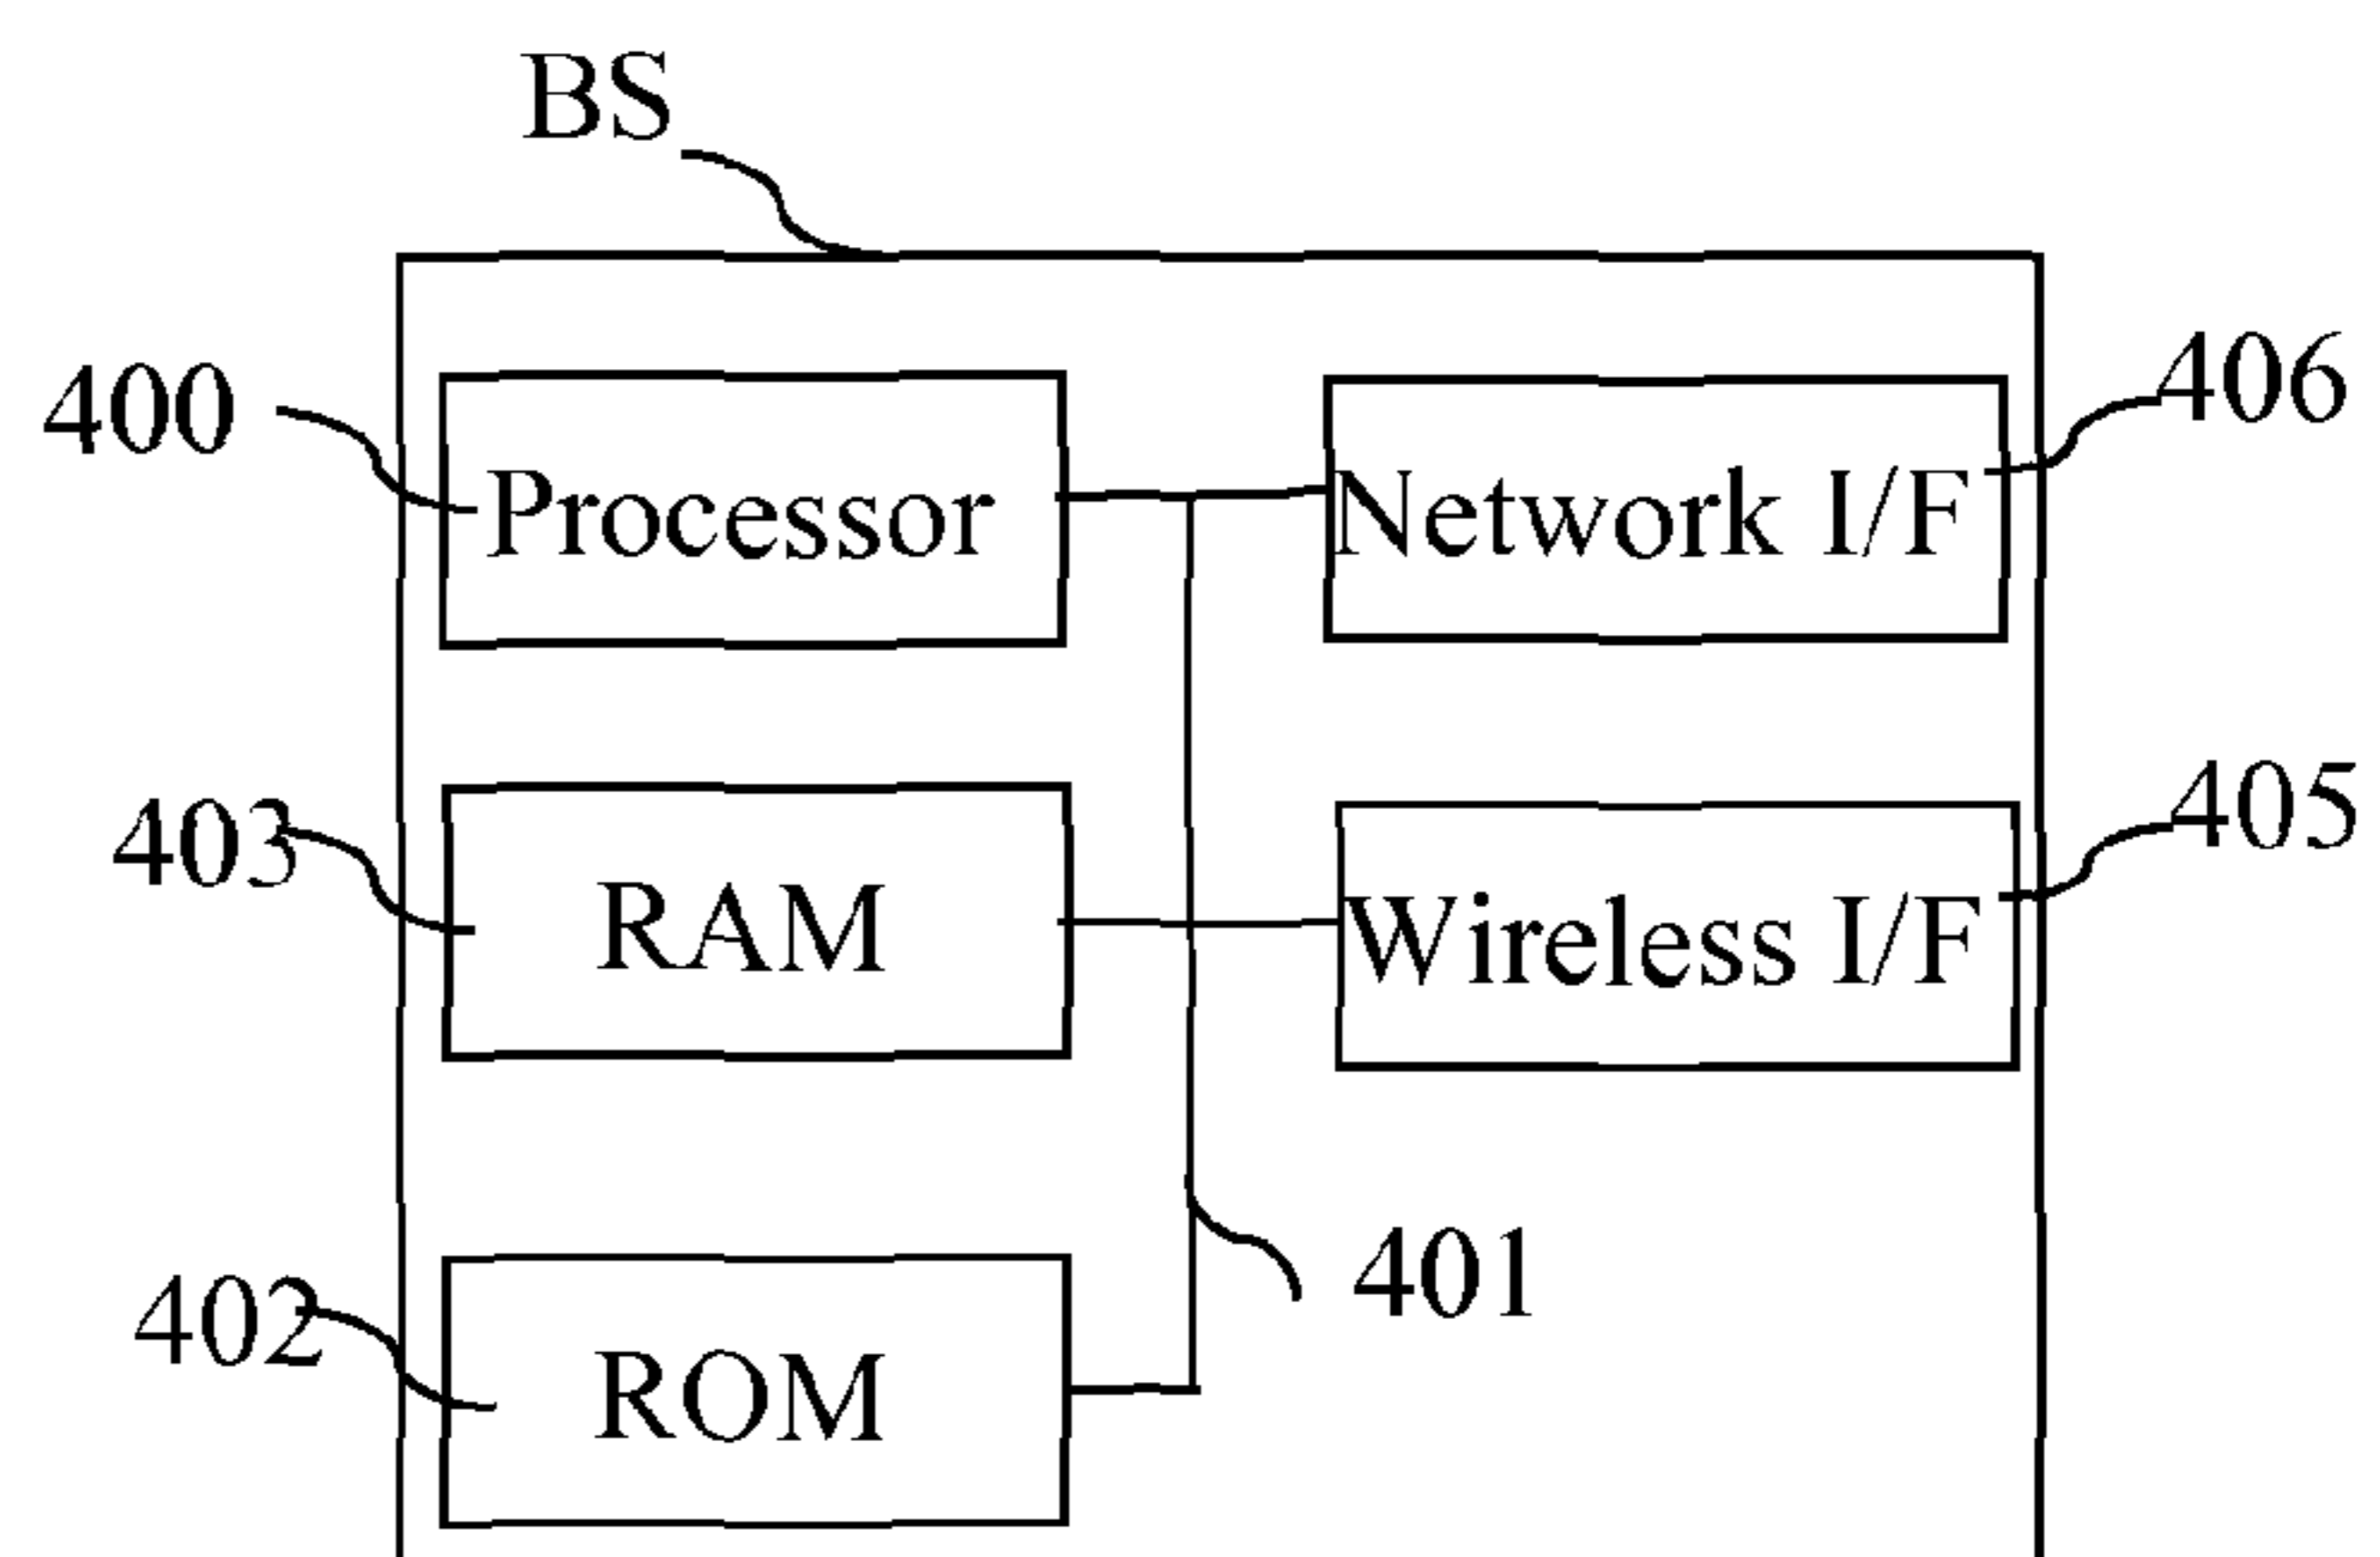 BS
400
Processor
Network I/F
406
403
RAM
Wireless I/F
405
402
ROM
401